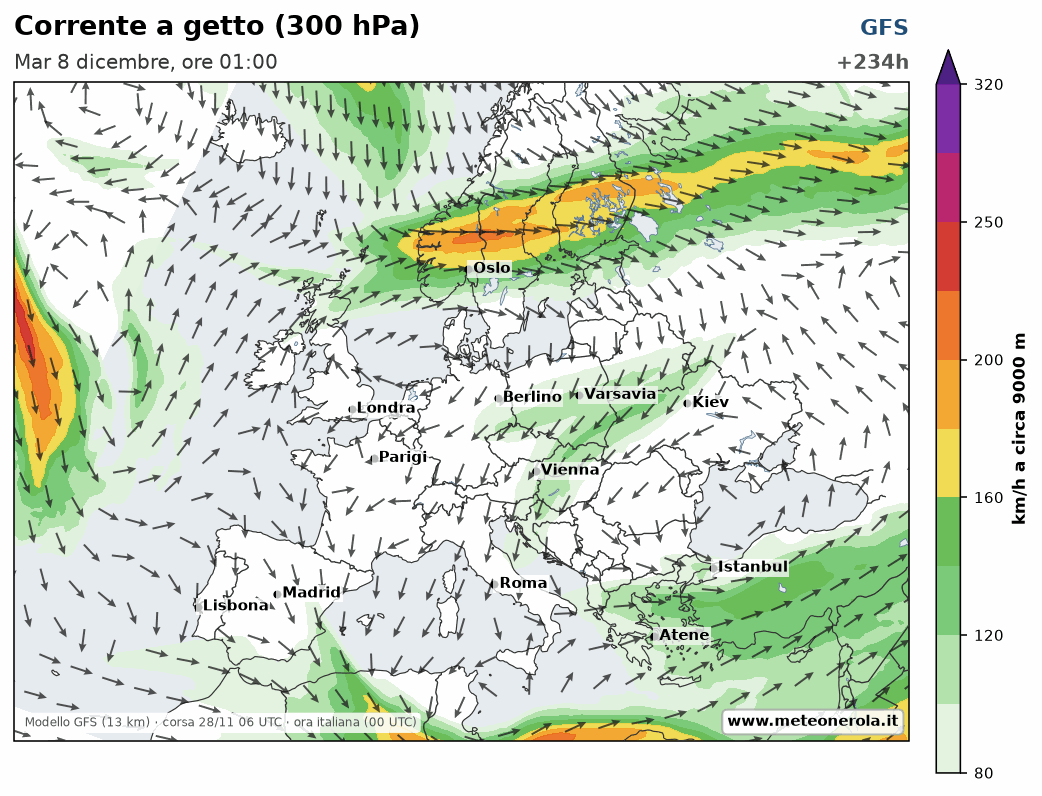 Corrente a getto (300 hPa)
GFS
Mar 8 dicembre, ore 01:00
+234h
320
250
200
160
120
80
km/h a circa 9000 m
Oslo
Berlino
Varsavia
Londra
Kiev
Parigi
Vienna
Istanbul
Roma
Madrid
Lisbona
Atene
Modello GFS (13 km) · corsa 28/11 06 UTC · ora italiana (00 UTC)
www.meteonerola.it